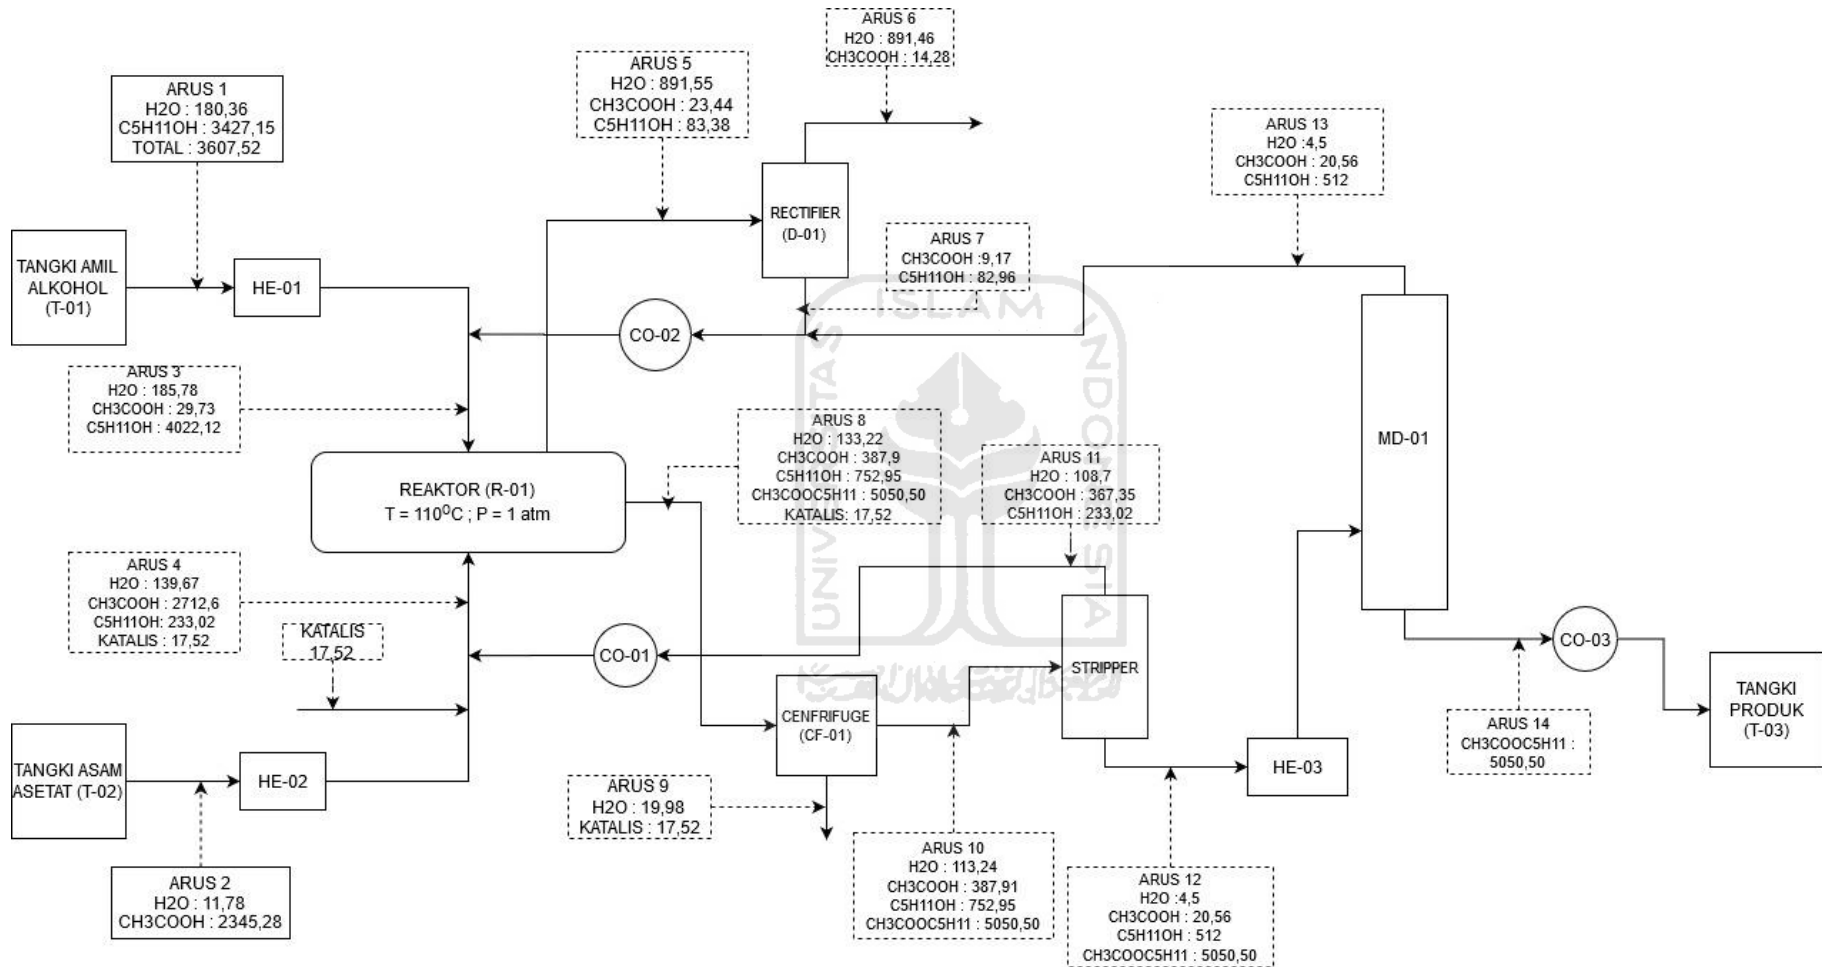 ARUS 6
H2O : 891,46
CH3COOH : 14,28
ARUS 5
H2O : 891,55
CH3COOH : 23,44
C5H11OH : 83,38
ARUS 1
H2O : 180,36
C5H11OH : 3427,15
TOTAL : 3607,52
ARUS 13
H2O :4,5
CH3COOH : 20,56
C5H11OH : 512
RECTIFIER
(D-01)
ARUS 7
CH3COOH :9,17
C5H11OH : 82,96
TANGKI AMIL
ALKOHOL
(T-01)
HE-01
CO-02
ARUS 3
H2O : 185,78
CH3COOH : 29,73
C5H11OH : 4022,12
ARUS 8
H2O : 133,22
CH3COOH : 387,9
C5H11OH : 752,95
CH3COOC5H11 : 5050,50
KATALIS: 17,52
MD-01
ARUS 11
H2O : 108,7
CH3COOH : 367,35
C5H11OH : 233,02
REAKTOR (R-01)
T = 110⁰C ; P = 1 atm
ARUS 4
H2O : 139,67
CH3COOH : 2712,6
C5H11OH: 233,02
KATALIS : 17,52
KATALIS
17,52
CO-01
STRIPPER
CO-03
TANGKI
PRODUK
(T-03)
CENFRIFUGE
(CF-01)
ARUS 14
CH3COOC5H11 :
5050,50
TANGKI ASAM
ASETAT (T-02)
HE-02
HE-03
ARUS 9
H2O : 19,98
KATALIS : 17,52
ARUS 2
H2O : 11,78
CH3COOH : 2345,28
ARUS 10
H2O : 113,24
CH3COOH : 387,91
C5H11OH : 752,95
CH3COOC5H11 : 5050,50
ARUS 12
H2O :4,5
CH3COOH : 20,56
C5H11OH : 512
CH3COOC5H11 : 5050,50
UNIVERSITAS ISLAM INDONESIA